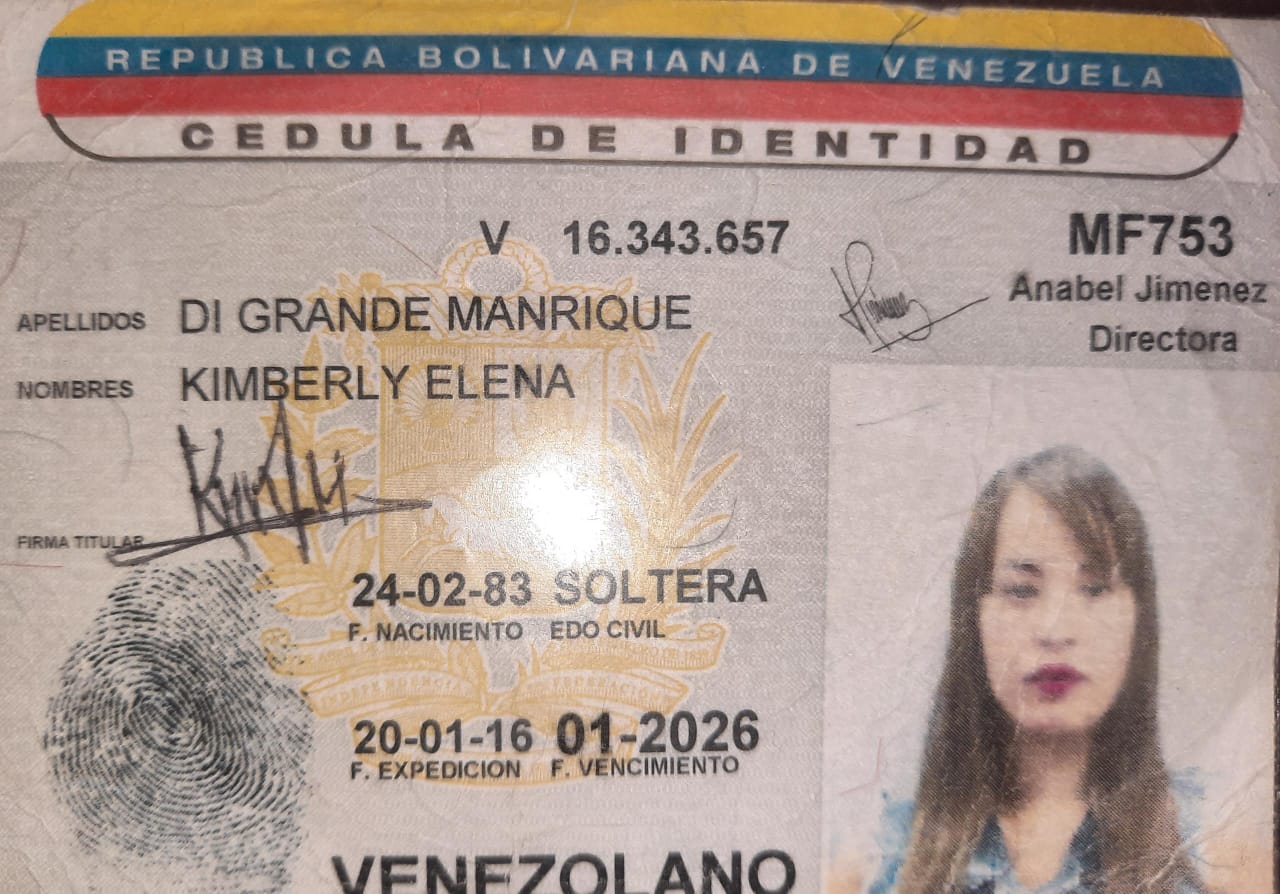 REPUBLICA BOLIVARIANA DE VENEZUELA
CEDULA DE IDENTIDAD
V 16.343.657
MF753
Anabel Jimenez
Directora
APELLIDOS DI GRANDE MANRIQUE
NOMBRES KIMBERLY ELENA
FIRMA TITULAR
24-02-83 SOLTERA
F. NACIMIENTO EDO CIVIL
INDEPENDENCIA FEDERACION
20-01-16 01-2026
F. EXPEDICION F. VENCIMIENTO
VENEZOLANO